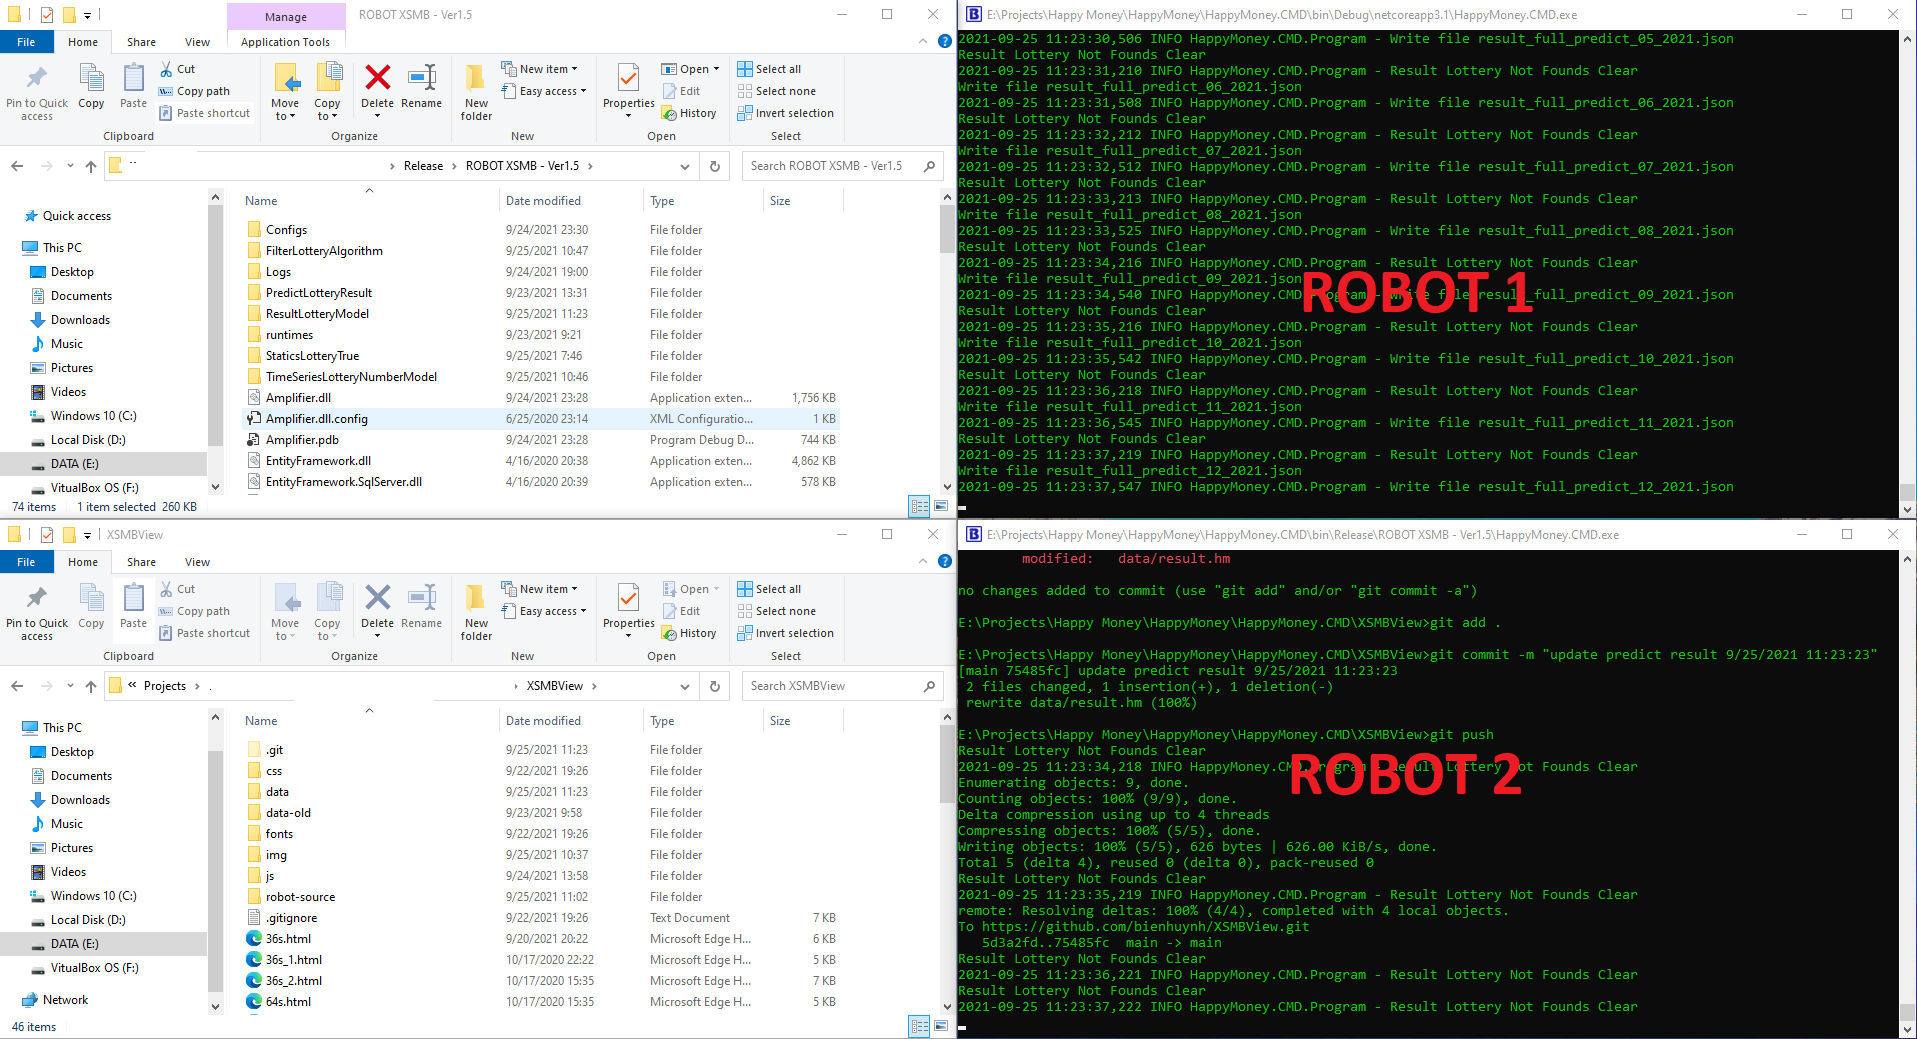 ROBOT XSMB - Ver1.5
Manage
File
Home
Share
View
Application Tools
Pin to Quick access
Copy
Paste
Cut
Copy path
Paste shortcut
Clipboard
Move to
Copy to
Delete
Rename
Organize
New folder
New item
Easy access
New
Properties
Open
Edit
History
Open
Select all
Select none
Invert selection
Select
Release
ROBOT XSMB - Ver1.5
Search ROBOT XSMB - Ver1.5
Quick access
This PC
Desktop
Documents
Downloads
Music
Pictures
Videos
Windows 10 (C:)
Local Disk (D:)
DATA (E:)
VitualBox OS (F:)
Name Date modified Type Size
Configs 9/24/2021 23:30 File folder
FilterLotteryAlgorithm 9/25/2021 10:47 File folder
Logs 9/24/2021 19:00 File folder
PredictLotteryResult 9/23/2021 13:31 File folder
ResultLotteryModel 9/25/2021 11:23 File folder
runtimes 9/23/2021 9:21 File folder
StaticsLotteryTrue 9/25/2021 7:46 File folder
TimeSeriesLotteryNumberModel 9/25/2021 10:46 File folder
Amplifier.dll 9/24/2021 23:28 Application exten... 1,756 KB
Amplifier.dll.config 6/25/2020 23:14 XML Configuratio... 1 KB
Amplifier.pdb 9/24/2021 23:28 Program Debug D... 744 KB
EntityFramework.dll 4/16/2020 20:38 Application exten... 4,862 KB
EntityFramework.SqlServer.dll 4/16/2020 20:39 Application exten... 578 KB
74 items 1 item selected 260 KB
E:\Projects\Happy Money\HappyMoney\HappyMoney.CMD\bin\Debug\netcoreapp3.1\HappyMoney.CMD.exe
2021-09-25 11:23:30,506 INFO HappyMoney.CMD.Program - Write file result_full_predict_05_2021.json
Result Lottery Not Founds Clear
2021-09-25 11:23:31,210 INFO HappyMoney.CMD.Program - Result Lottery Not Founds Clear
Write file result_full_predict_06_2021.json
2021-09-25 11:23:31,508 INFO HappyMoney.CMD.Program - Write file result_full_predict_06_2021.json
Result Lottery Not Founds Clear
2021-09-25 11:23:32,212 INFO HappyMoney.CMD.Program - Result Lottery Not Founds Clear
Write file result_full_predict_07_2021.json
2021-09-25 11:23:32,512 INFO HappyMoney.CMD.Program - Write file result_full_predict_07_2021.json
Result Lottery Not Founds Clear
2021-09-25 11:23:33,213 INFO HappyMoney.CMD.Program - Result Lottery Not Founds Clear
Write file result_full_predict_08_2021.json
2021-09-25 11:23:33,525 INFO HappyMoney.CMD.Program - Write file result_full_predict_08_2021.json
Result Lottery Not Founds Clear
2021-09-25 11:23:34,216 INFO HappyMoney.CMD.Program - Result Lottery Not Founds Clear
Write file result_full_predict_09_2021.json
2021-09-25 11:23:34,540 INFO HappyMoney.CMD.Program - Write file result_full_predict_09_2021.json
Result Lottery Not Founds Clear
2021-09-25 11:23:35,216 INFO HappyMoney.CMD.Program - Result Lottery Not Founds Clear
Write file result_full_predict_10_2021.json
2021-09-25 11:23:35,542 INFO HappyMoney.CMD.Program - Write file result_full_predict_10_2021.json
Result Lottery Not Founds Clear
2021-09-25 11:23:36,218 INFO HappyMoney.CMD.Program - Result Lottery Not Founds Clear
Write file result_full_predict_11_2021.json
2021-09-25 11:23:36,545 INFO HappyMoney.CMD.Program - Write file result_full_predict_11_2021.json
Result Lottery Not Founds Clear
2021-09-25 11:23:37,219 INFO HappyMoney.CMD.Program - Result Lottery Not Founds Clear
Write file result_full_predict_12_2021.json
2021-09-25 11:23:37,547 INFO HappyMoney.CMD.Program - Write file result_full_predict_12_2021.json
ROBOT 1
XSMBView
File
Home
Share
View
Pin to Quick access
Copy
Paste
Cut
Copy path
Paste shortcut
Clipboard
Move to
Copy to
Delete
Rename
Organize
New folder
New item
Easy access
New
Properties
Open
Edit
History
Open
Select all
Select none
Invert selection
Select
« Projects
XSMBView
Search XSMBView
This PC
Desktop
Documents
Downloads
Music
Pictures
Videos
Windows 10 (C:)
Local Disk (D:)
DATA (E:)
VitualBox OS (F:)
Network
Name Date modified Type Size
.git 9/25/2021 11:23 File folder
css 9/22/2021 19:26 File folder
data 9/25/2021 11:23 File folder
data-old 9/23/2021 9:58 File folder
fonts 9/22/2021 19:26 File folder
img 9/25/2021 10:37 File folder
js 9/24/2021 13:58 File folder
robot-source 9/25/2021 11:02 File folder
.gitignore 9/22/2021 19:26 Text Document 7 KB
36s.html 9/20/2021 20:22 Microsoft Edge H... 6 KB
36s_1.html 10/17/2020 22:22 Microsoft Edge H... 5 KB
36s_2.html 10/17/2020 15:35 Microsoft Edge H... 7 KB
64s.html 10/17/2020 15:35 Microsoft Edge H... 5 KB
46 items
E:\Projects\Happy Money\HappyMoney\HappyMoney.CMD\bin\Release\ROBOT XSMB - Ver1.5\HappyMoney.CMD.exe
modified: data/result.hm
no changes added to commit (use "git add" and/or "git commit -a")
E:\Projects\Happy Money\HappyMoney\HappyMoney.CMD\XSMBView>git add .
E:\Projects\Happy Money\HappyMoney\HappyMoney.CMD\XSMBView>git commit -m "update predict result 9/25/2021 11:23:23"
[main 75485fc] update predict result 9/25/2021 11:23:23
2 files changed, 1 insertion(+), 1 deletion(-)
rewrite data/result.hm (100%)
E:\Projects\Happy Money\HappyMoney\HappyMoney.CMD\XSMBView>git push
Result Lottery Not Founds Clear
2021-09-25 11:23:34,218 INFO HappyMoney.CMD.Program - Result Lottery Not Founds Clear
Enumerating objects: 9, done.
Counting objects: 100% (9/9), done.
Delta compression using up to 4 threads
Compressing objects: 100% (5/5), done.
Writing objects: 100% (5/5), 626 bytes | 626.00 KiB/s, done.
Total 5 (delta 4), reused 0 (delta 0), pack-reused 0
Result Lottery Not Founds Clear
2021-09-25 11:23:35,219 INFO HappyMoney.CMD.Program - Result Lottery Not Founds Clear
remote: Resolving deltas: 100% (4/4), completed with 4 local objects.
To https://github.com/bienhuynh/XSMBView.git
5d3a2fd..75485fc main -> main
Result Lottery Not Founds Clear
2021-09-25 11:23:36,221 INFO HappyMoney.CMD.Program - Result Lottery Not Founds Clear
Result Lottery Not Founds Clear
2021-09-25 11:23:37,222 INFO HappyMoney.CMD.Program - Result Lottery Not Founds Clear
ROBOT 2